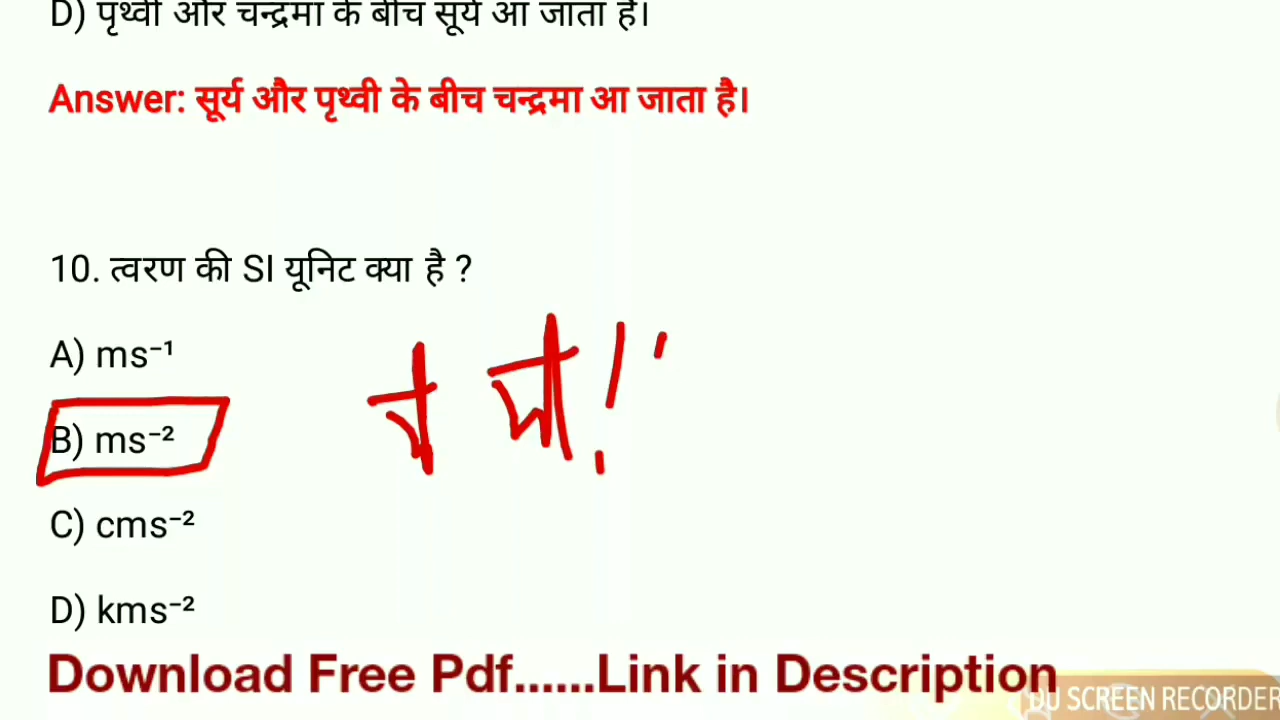 D) पृथ्वी और चन्द्रमा के बीच सूर्य आ जाता है।
Answer: सूर्य और पृथ्वी के बीच चन्द्रमा आ जाता है।
10. त्वरण की SI यूनिट क्या है ?
A) ms⁻¹
B) ms⁻²
C) cms⁻²
D) kms⁻²
Download Free Pdf......Link in Description
DU SCREEN RECORDER